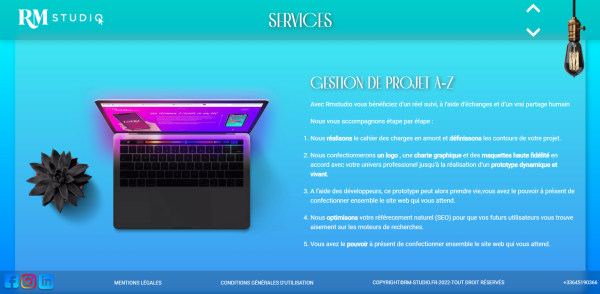 RM STUDIO
SERVICES
GESTION DE PROJET A-Z
Avec Rmstudio vous bénéficiez d'un réel suivi, à l'aide d'échanges et d'un vrai partage humain
Nous vous accompagnons étape par étape :
1. Nous réalisons le cahier des charges en amont et définissons les contours de votre projet.
2. Nous confectionnerons un logo , une charte graphique et des maquettes haute fidélité en
accord avec votre univers professionel jusqu'à la réalisation d'un prototype dynamique et
vivant.
3. A l'aide des développeurs, ce prototype peut alors prendre vie,vous avez le pouvoir à présent de
confectionner ensemble le site web qui vous attend.
4. Nous optimisons votre référecement naturel (SEO) pour que vos futurs utilisateurs vous trouve
aisement sur les moteurs de recherches.
5. Vous avez le pouvoir à présent de confectionner ensemble le site web qui vous attend.
MENTIONS LÉGALES
CONDITIONS GÉNÉRALES D'UTILISATION
COPYRIGHT©RM-STUDIO.FR-2022-TOUT DROIT RÉSERVÉS
+33645190366